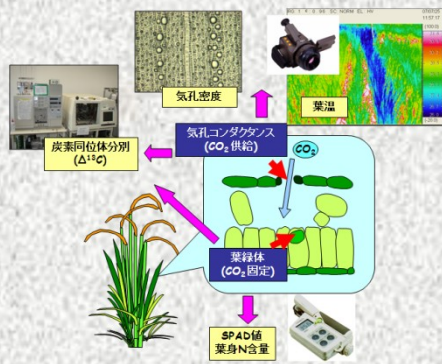 気孔密度
葉温
炭素同位体分別
(Δ¹³C)
気孔コンダクタンス
(CO₂供給)
CO₂
葉緑体
(CO₂固定)
SPAD値
葉身N含量